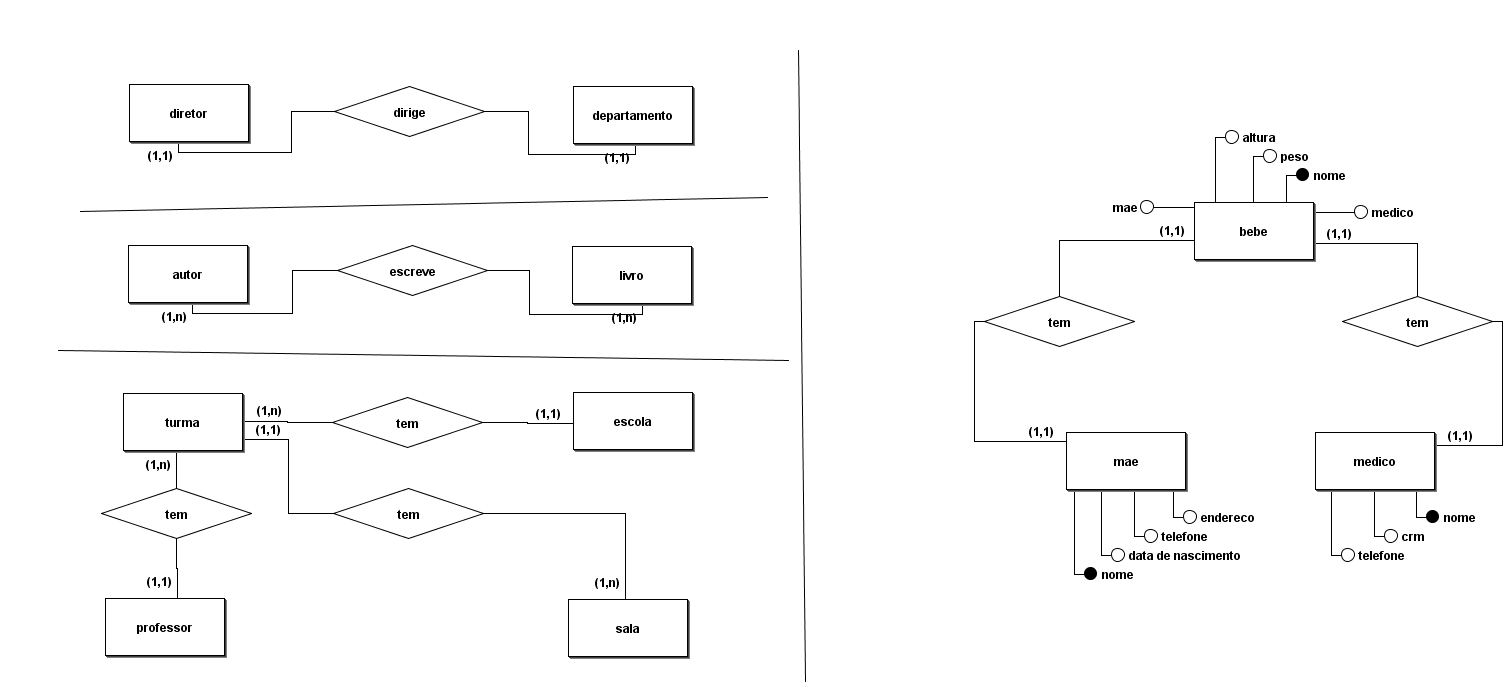 diretor
dirige
departamento
(1,1)
(1,1)
autor
escreve
livro
(1,n)
(1,n)
turma
(1,n)
(1,1)
tem
(1,1)
escola
(1,n)
tem
tem
(1,1)
(1,n)
professor
sala
altura
peso
nome
mae
medico
(1,1)
bebe
(1,1)
tem
tem
(1,1)
mae
medico
(1,1)
endereco
telefone
data de nascimento
nome
nome
crm
telefone